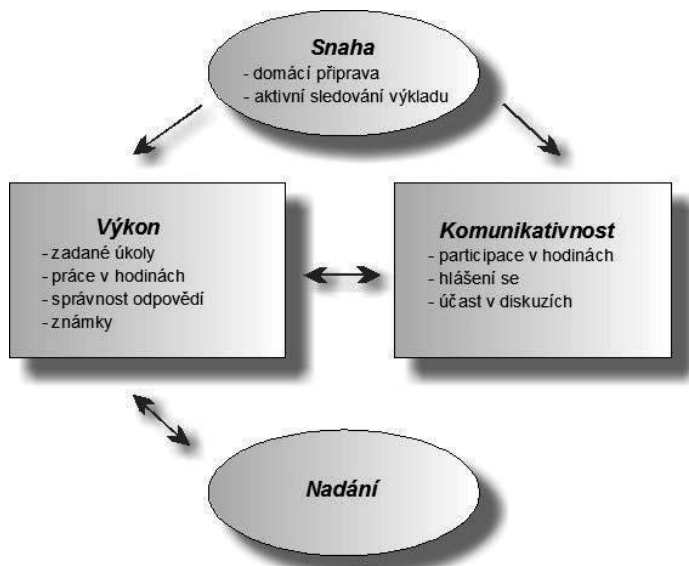 Snaha
- domácí připrava
- aktivní sledování výkladu
Výkon
- zadané úkoly
- práce v hodinách
- správnost odpovědí
- známky
Komunikativnost
- participace v hodinách
- hlášení se
- účast v diskuzích
Nadání